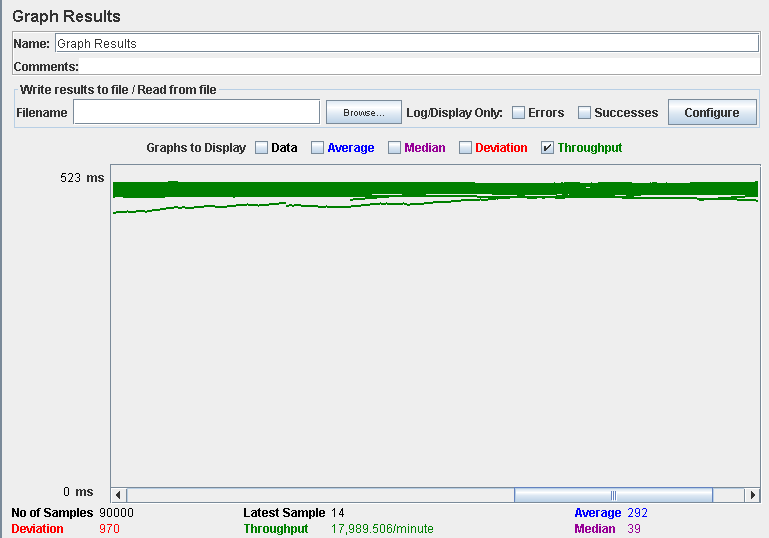 Graph Results
Name: Graph Results
Comments:
Write results to file / Read from file
Filename Browse... Log/Display Only: Errors Successes Configure
Graphs to Display Data Average Median Deviation Throughput
523 ms
0 ms
No of Samples 90000 Latest Sample 14 Average 292
Deviation 970 Throughput 17,989.506/minute Median 39